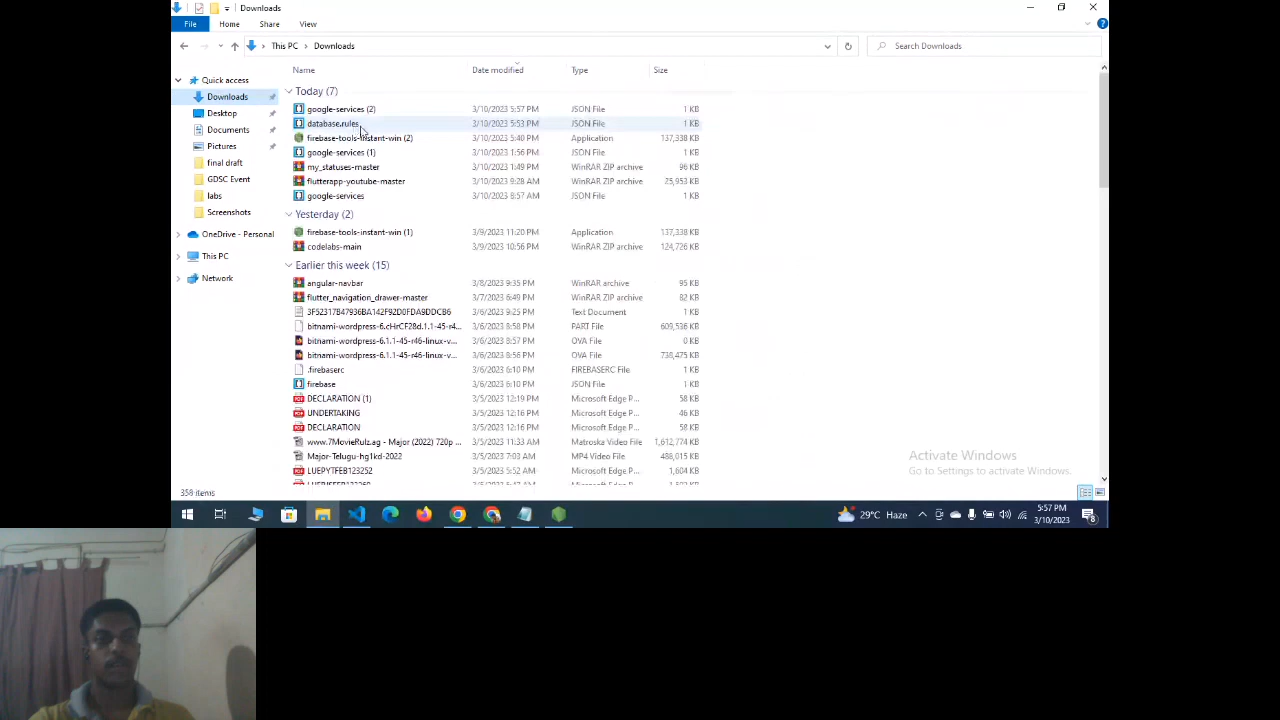 Downloads
File Home Share View
This PC Downloads Search Downloads
Name Date modified Type Size
Quick access
Downloads
Desktop
Documents
Pictures
final draft
GDSC Event
labs
Screenshots
OneDrive - Personal
This PC
Network
Today (7)
google-services (2) 3/10/2023 5:57 PM JSON File 1 KB
database.rules 3/10/2023 5:53 PM JSON File 1 KB
firebase-tools-instant-win (2) 3/10/2023 5:40 PM Application 137,338 KB
google-services (1) 3/10/2023 1:56 PM JSON File 1 KB
my_statuses-master 3/10/2023 1:49 PM WinRAR ZIP archive 96 KB
flutterapp-youtube-master 3/10/2023 9:28 AM WinRAR ZIP archive 25,953 KB
google-services 3/10/2023 8:57 AM JSON File 1 KB
Yesterday (2)
firebase-tools-instant-win (1) 3/9/2023 11:20 PM Application 137,338 KB
codelabs-main 3/9/2023 10:56 PM WinRAR ZIP archive 124,726 KB
Earlier this week (15)
angular-navbar 3/8/2023 9:35 PM WinRAR archive 95 KB
flutter_navigation_drawer-master 3/7/2023 6:49 PM WinRAR ZIP archive 82 KB
3/6/2023 9:25 PM Text Document 1 KB
bitnami-wordpress-6.cHrCF28d.1.1-45-r4... 3/6/2023 8:58 PM PART File 609,536 KB
bitnami-wordpress-6.1.1-45-r46-linux-v... 3/6/2023 8:57 PM OVA File 0 KB
bitnami-wordpress-6.1.1-45-r46-linux-v... 3/6/2023 8:56 PM OVA File 738,475 KB
.firebaserc 3/6/2023 6:10 PM FIREBASERC File 1 KB
firebase 3/6/2023 6:10 PM JSON File 1 KB
DECLARATION (1) 3/5/2023 12:19 PM Microsoft Edge P... 58 KB
UNDERTAKING 3/5/2023 12:16 PM Microsoft Edge P... 46 KB
DECLARATION 3/5/2023 12:16 PM Microsoft Edge P... 58 KB
www.7MovieRulz.ag - Major (2022) 720p ... 3/5/2023 11:33 AM Matroska Video File 1,612,774 KB
Major-Telugu-hg1kd-2022 3/5/2023 7:03 AM MP4 Video File 488,015 KB
LUEPYTFEB123252 3/5/2023 5:52 AM Microsoft Edge P... 1,604 KB
Activate Windows
Go to Settings to activate Windows.
358 items
29°C Haze
5:57 PM
3/10/2023
8